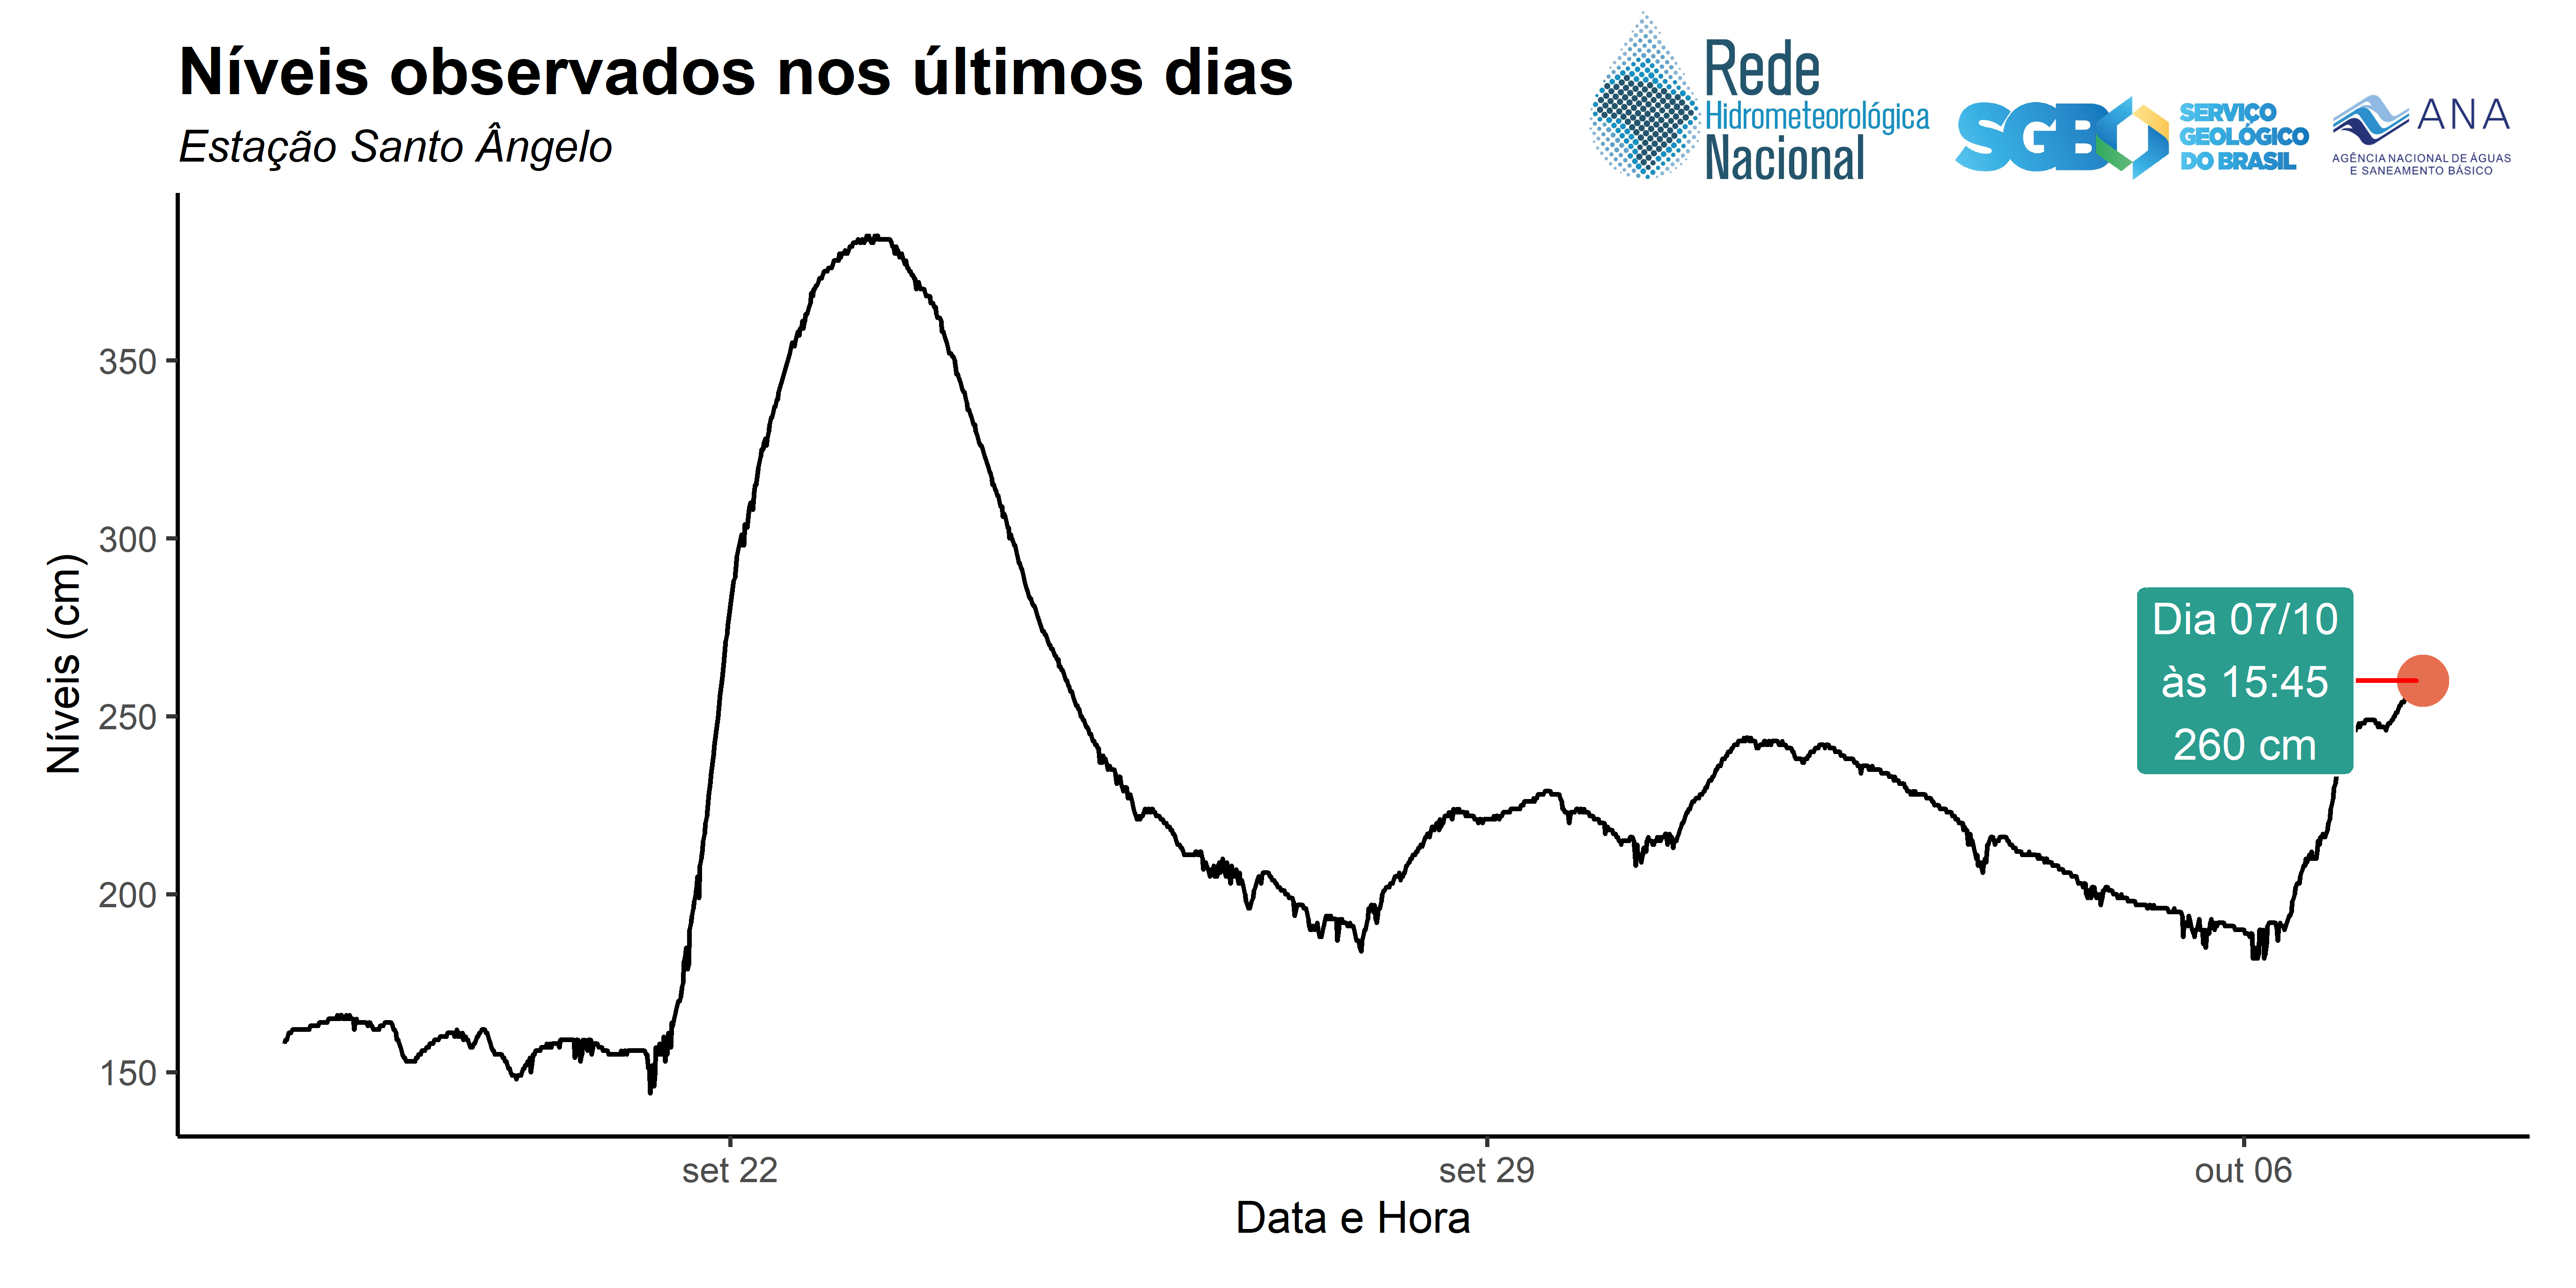 Níveis observados nos últimos dias
Estação Santo Ângelo
Rede
Hidrometeorológica
Nacional
SGB
SERVIÇO
GEOLÓGICO
DO BRASIL
ANA
AGÊNCIA NACIONAL DE ÁGUAS
E SANEAMENTO BÁSICO
Níveis (cm)
350
300
250
200
150
Dia 07/10
às 15:45
260 cm
set 22
set 29
out 06
Data e Hora